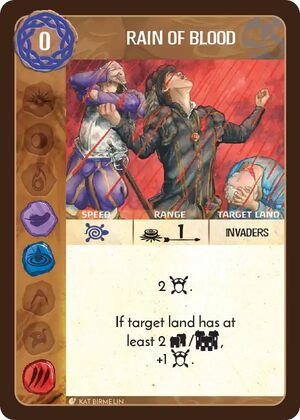 0
RAIN OF BLOOD
SPEED RANGE TARGET LAND
1 INVADERS
2 .
If target land has at
least 2 / ,
+1 .
KAT BIRMELIN